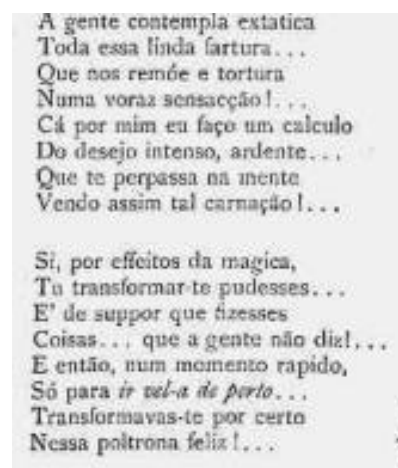 A gente contempla extatica
Toda essa linda fartura...
Que nos remóe e tortura
Numa voraz sensacção!...
Cá por mim eu faço um calculo
Do desejo intenso, ardente...
Que te perpassa na mente
Vendo assim tal carnação!...
Si, por effeitos da magica,
Tu transformar-te pudesses...
E' de suppor que fizesses
Coisas... que a gente não diz!...
E então, num momento rapido,
Só para ir vel-a de perto...
Transformavas-te por certo
Nessa poltrona feliz!...